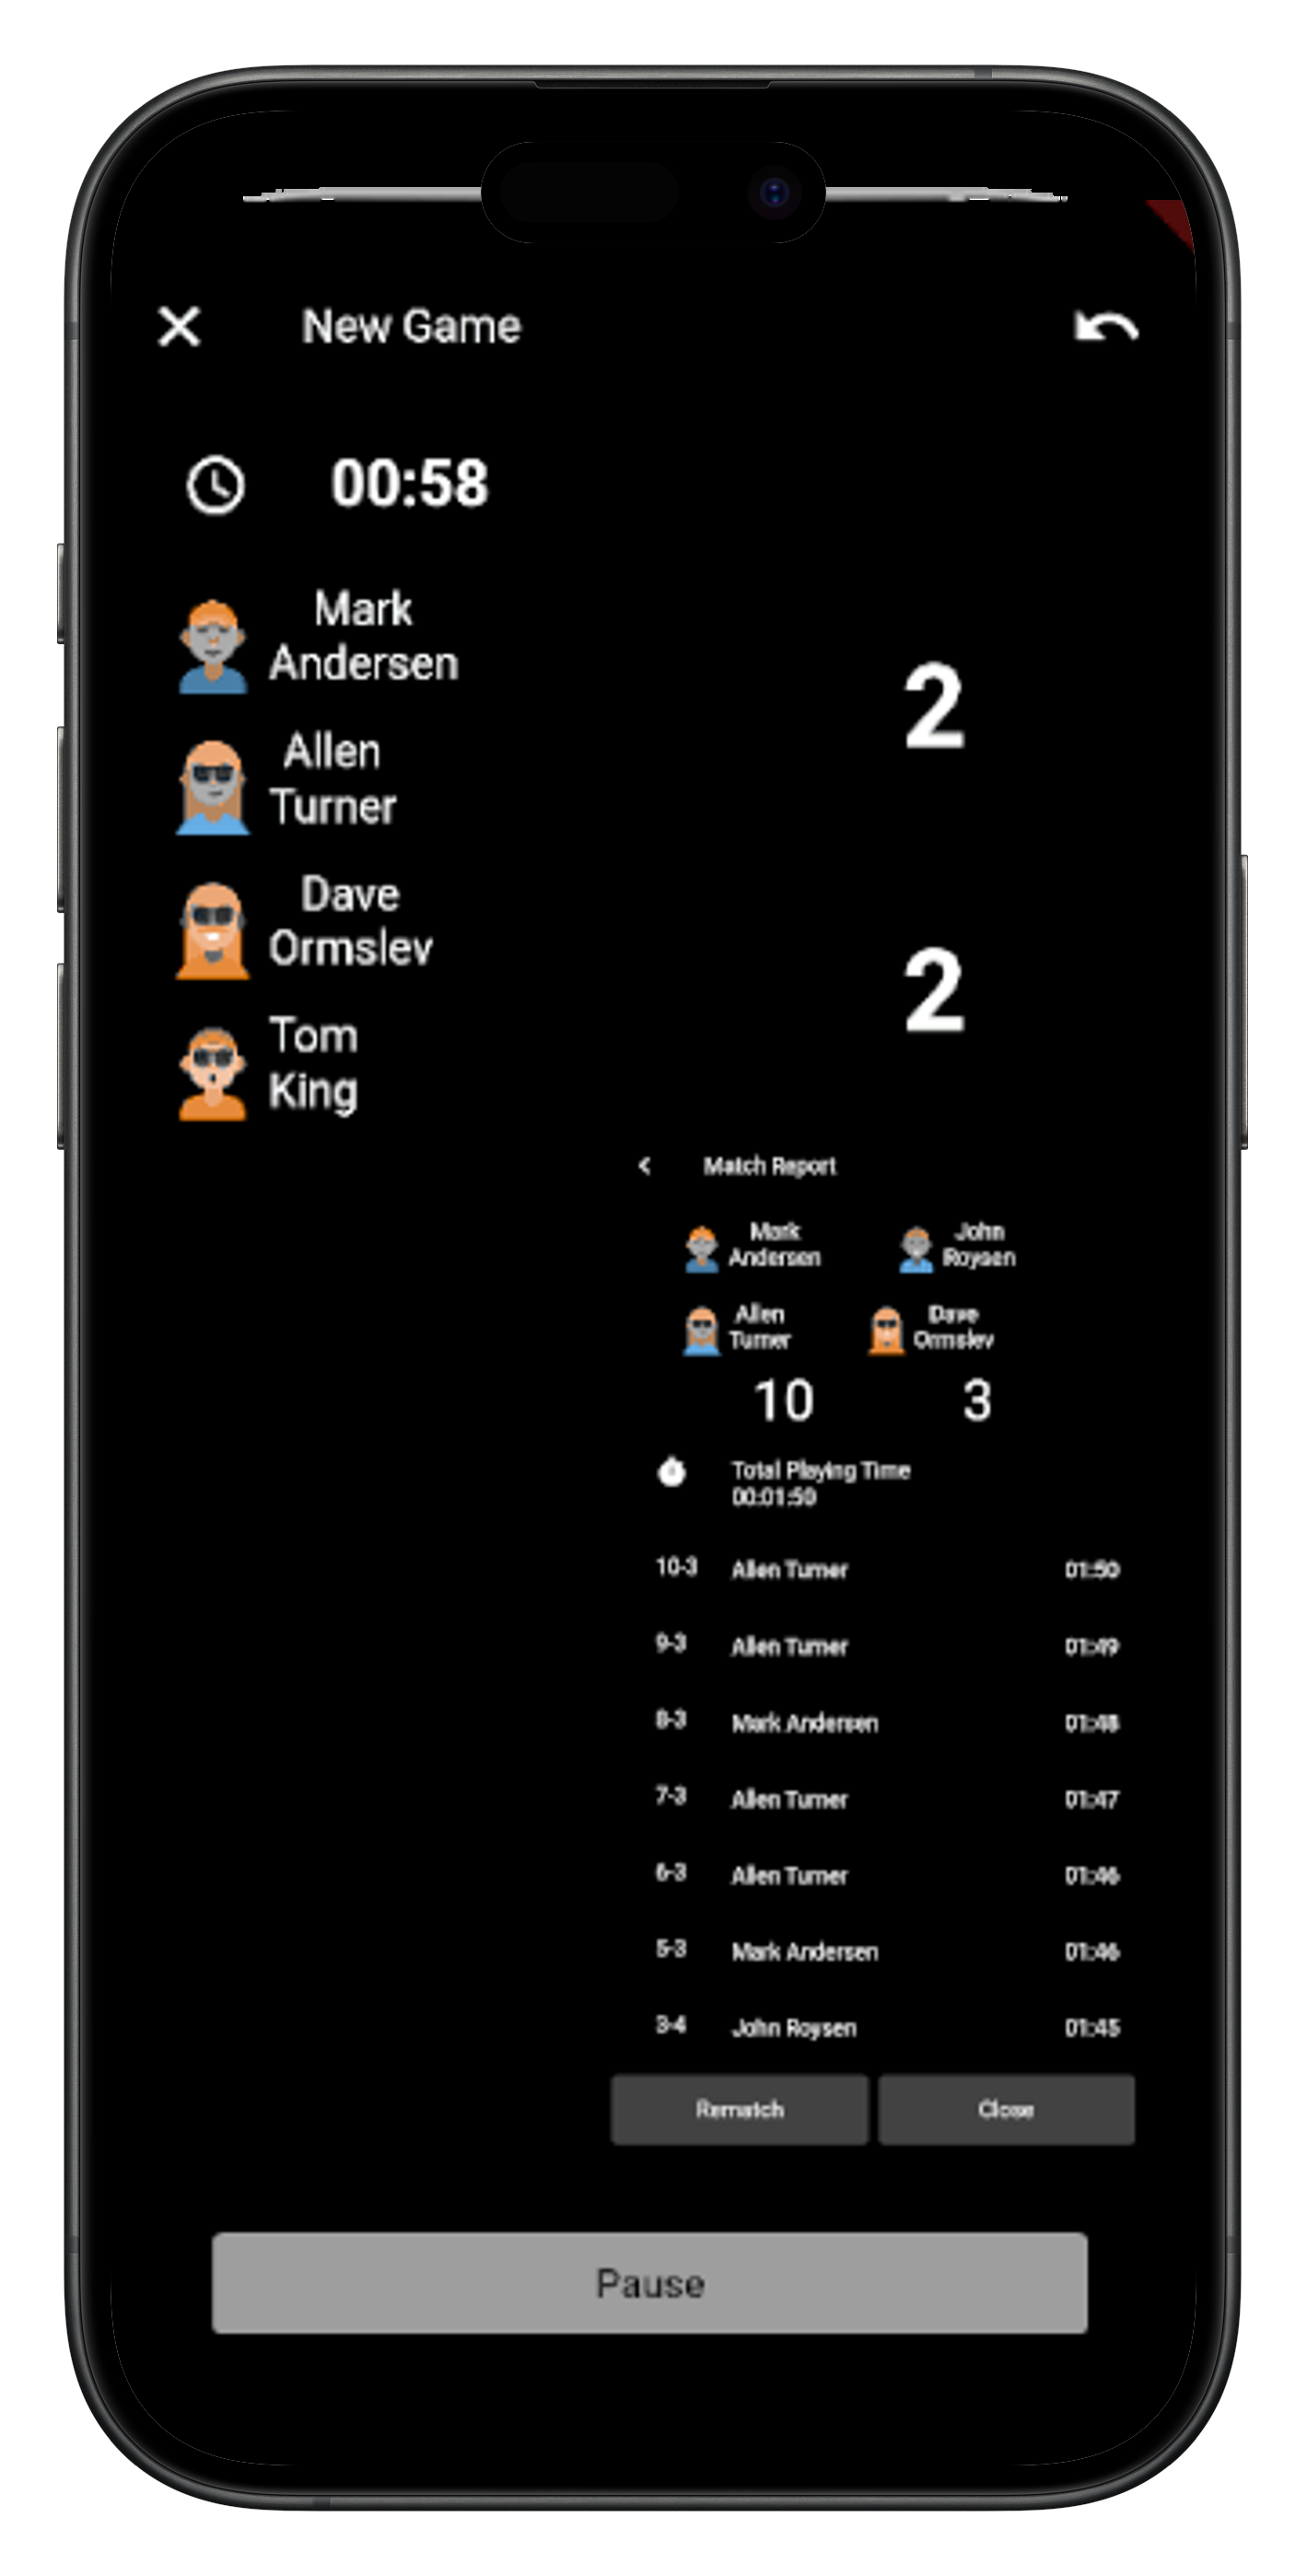 New Game
00:58
Mark
Andersen
2
Allen
Turner
Dave
Ormslev
2
Tom
King
Match Report
Mark
Andersen
John
Roysen
Allen
Turner
Dave
Ormslev
10
3
Total Playing Time
00:01:50
10-3 Allen Turner 01:50
9-3 Allen Turner 01:49
8-3 Mark Andersen 01:48
7-3 Allen Turner 01:47
6-3 Allen Turner 01:46
5-3 Mark Andersen 01:46
3-4 John Roysen 01:45
Rematch
Close
Pause